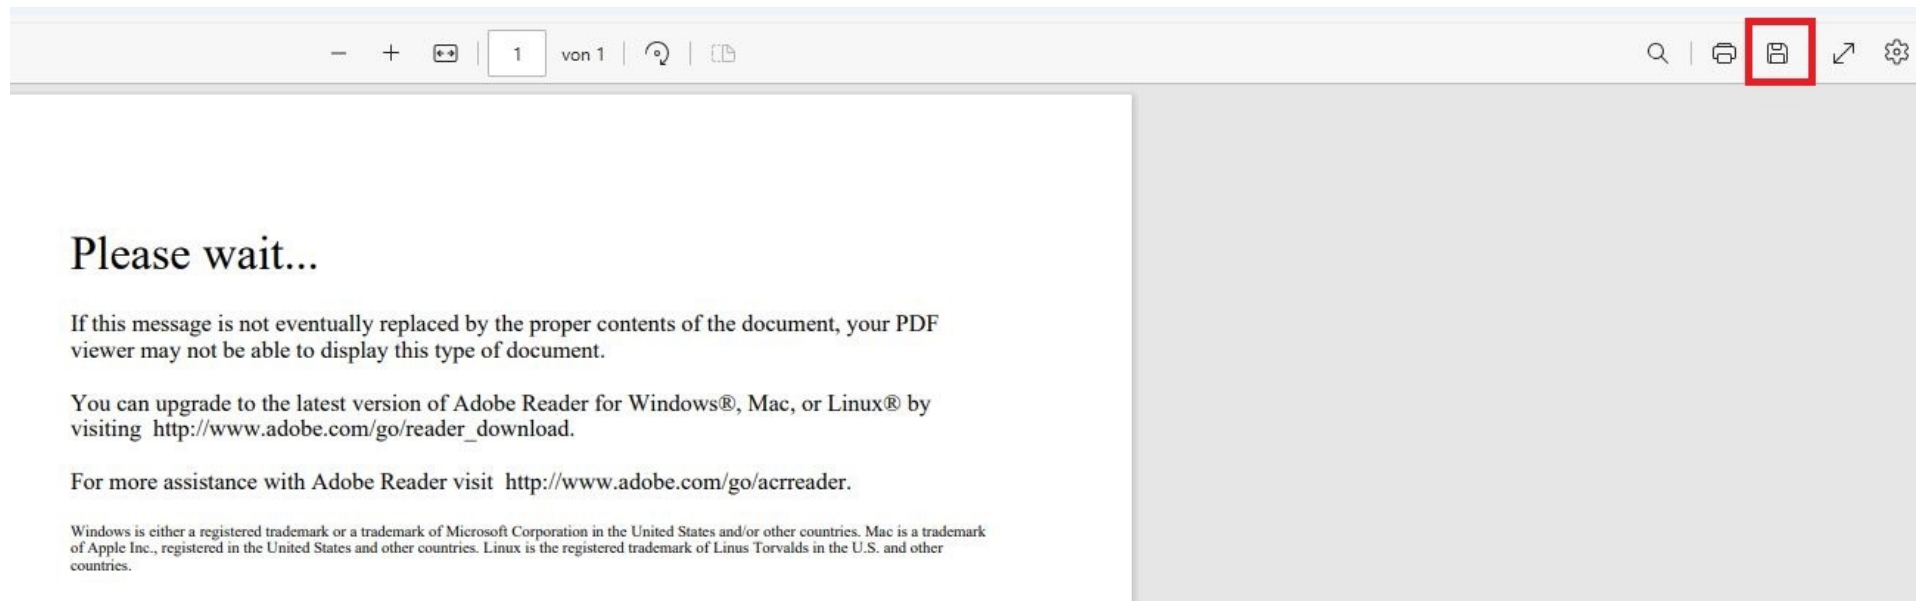 1 von 1
Please wait...
If this message is not eventually replaced by the proper contents of the document, your PDF
viewer may not be able to display this type of document.
You can upgrade to the latest version of Adobe Reader for Windows®, Mac, or Linux® by
visiting  http://www.adobe.com/go/reader_download.
For more assistance with Adobe Reader visit  http://www.adobe.com/go/acrreader.
Windows is either a registered trademark or a trademark of Microsoft Corporation in the United States and/or other countries. Mac is a trademark
of Apple Inc., registered in the United States and other countries. Linux is the registered trademark of Linus Torvalds in the U.S. and other
countries.